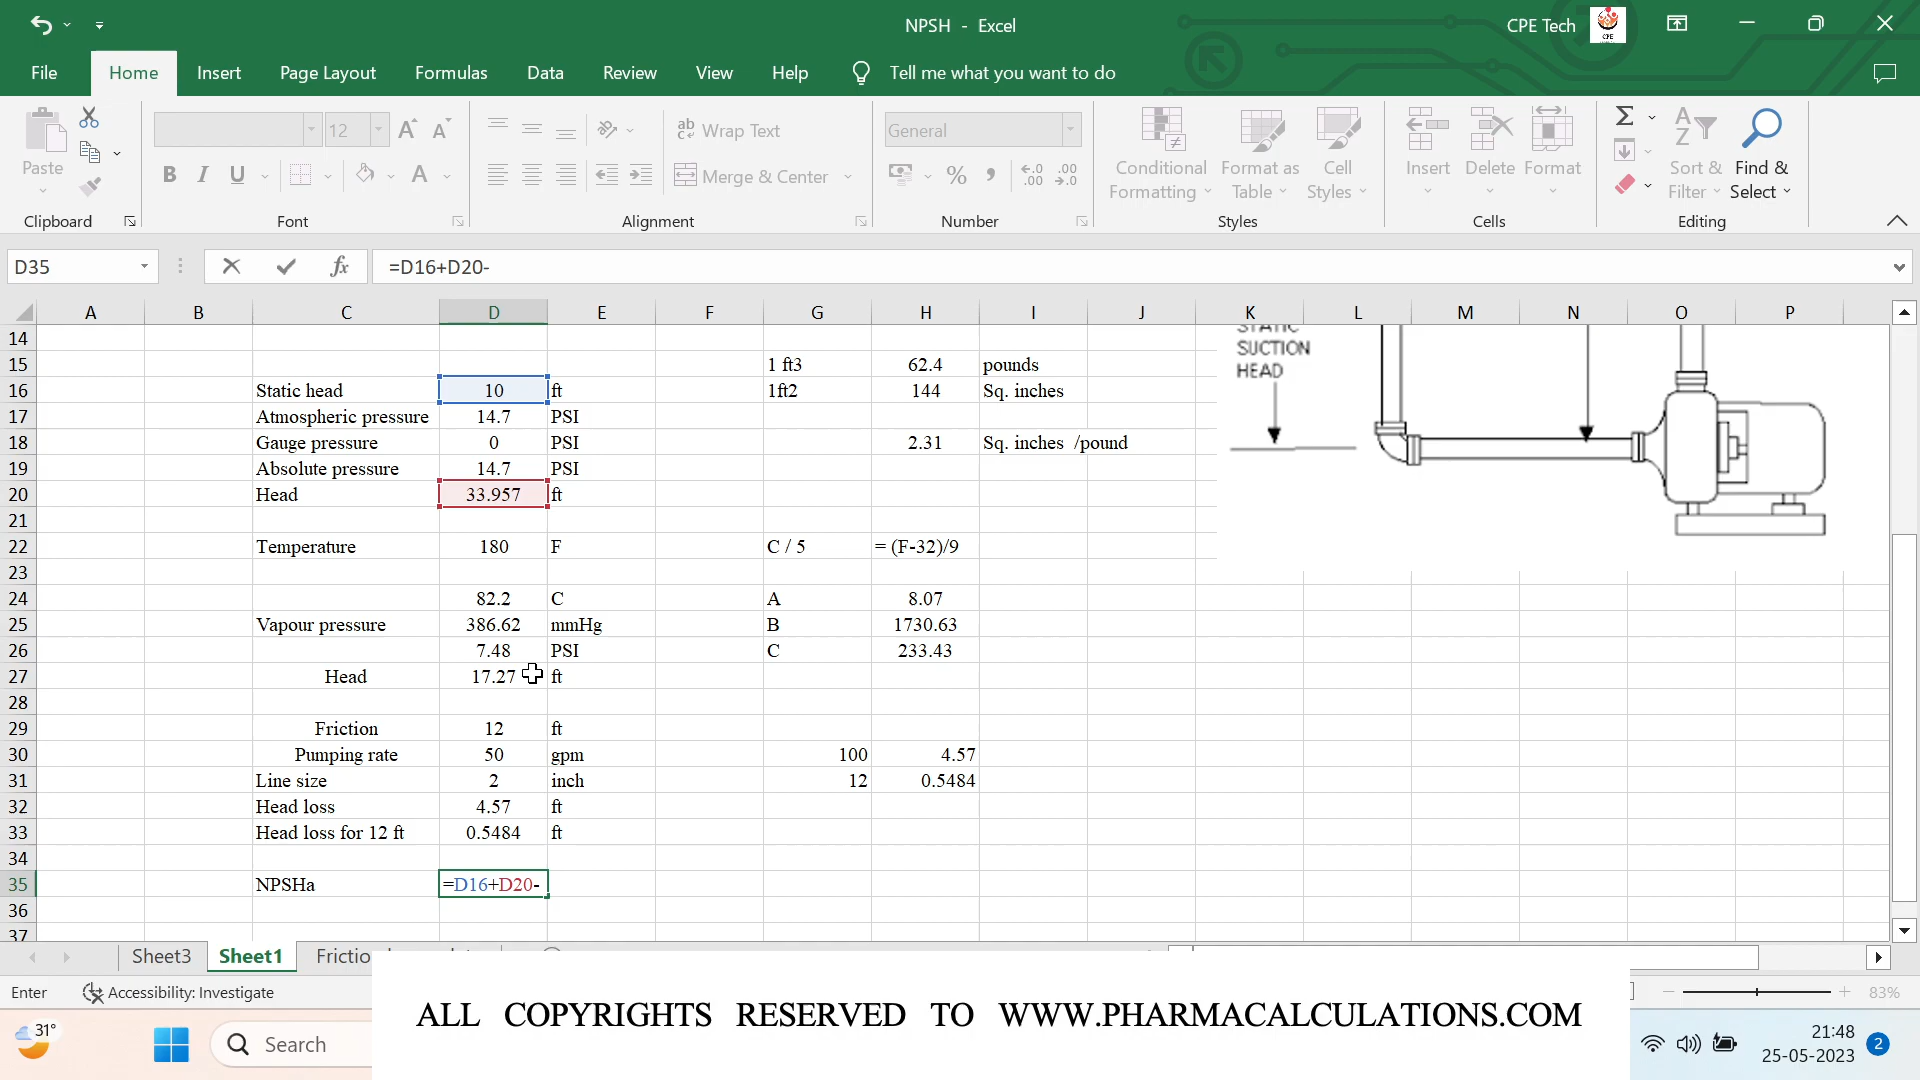 NPSH - Excel
CPE Tech
CPE
File Home Insert Page Layout Formulas Data Review View Help Tell me what you want to do
Paste
Clipboard
12
A A
B I U A
Font
ab Wrap Text
Merge & Center
Alignment
General
% , .00 .00
Number
Conditional Formatting
Format as Table
Cell Styles
Styles
Insert Delete Format
Cells
Sort & Filter
Find & Select
Editing
D35 fx =D16+D20-
A B C D E F G H I J K L M N O P
14
15 1 ft3 62.4 pounds
16 Static head 10 ft 1ft2 144 Sq. inches
17 Atmospheric pressure 14.7 PSI
18 Gauge pressure 0 PSI 2.31 Sq. inches /pound
19 Absolute pressure 14.7 PSI
20 Head 33.957 ft
21
22 Temperature 180 F C / 5 = (F-32)/9
23
24 82.2 C A 8.07
25 Vapour pressure 386.62 mmHg B 1730.63
26 7.48 PSI C 233.43
27 Head 17.27 ft
28
29 Friction 12 ft
30 Pumping rate 50 gpm 100 4.57
31 Line size 2 inch 12 0.5484
32 Head loss 4.57 ft
33 Head loss for 12 ft 0.5484 ft
34
35 NPSHa =D16+D20-
36
37
STATIC
SUCTION
HEAD
Sheet3 Sheet1 Frictio
Enter Accessibility: Investigate
83%
ALL COPYRIGHTS RESERVED TO WWW.PHARMACALCULATIONS.COM
31°
Search
21:48
25-05-2023
2